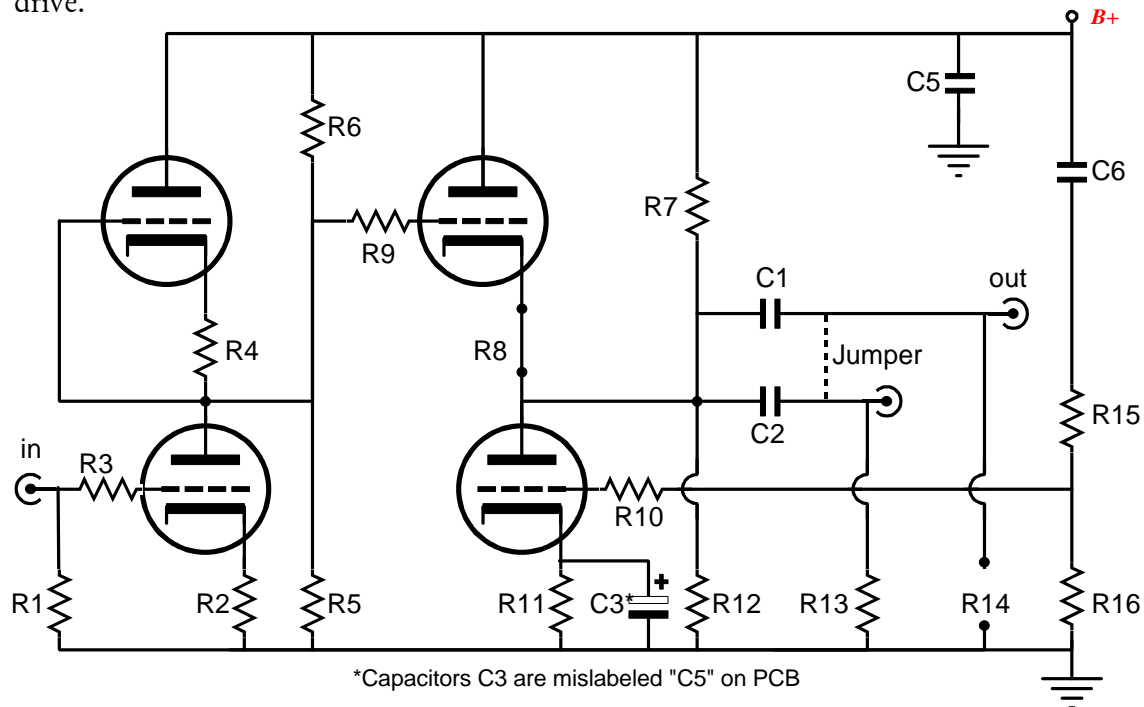 drive.
B+
C5
R6
C6
R7
R9
C1
out
R4
R8
Jumper
C2
R15
in
R3
R10
R1
R2
R5
R11
C3*
+
R12
R13
R14
R16
*Capacitors C3 are mislabeled "C5" on PCB